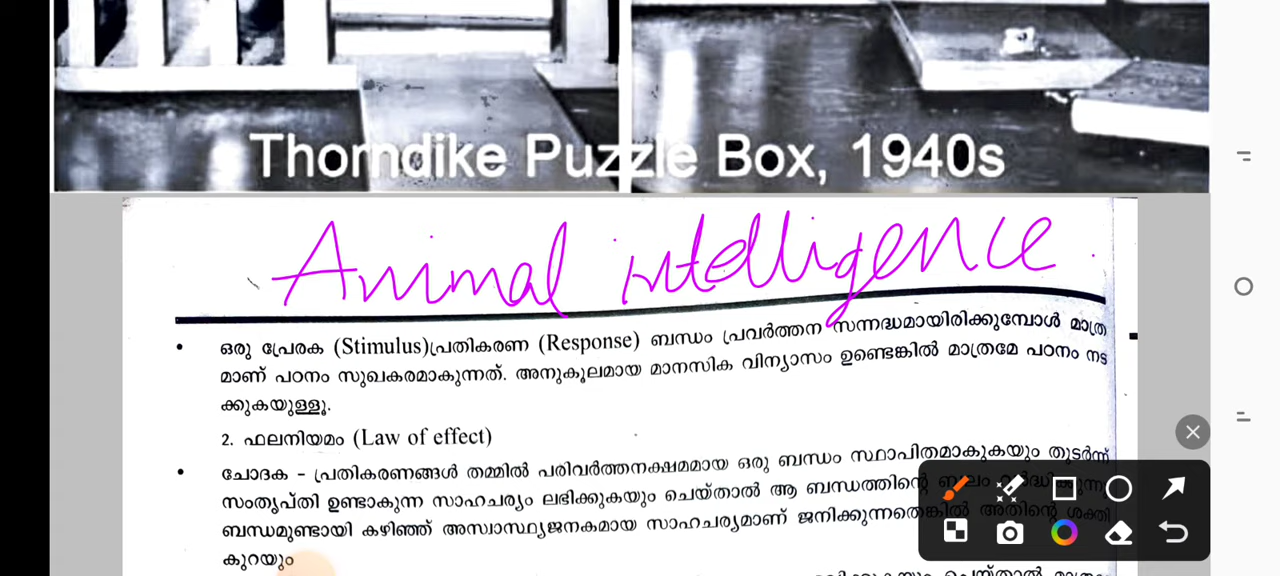 Thorndike Puzzle Box, 1940s
Animal intelligence
• ഒരു പ്രേരക (Stimulus)പ്രതികരണ (Response) ബന്ധം പ്രവർത്തന സന്നദ്ധമായിരിക്കുമ്പോൾ മാത്ര
മാണ് പഠനം സുഖകരമാകുന്നത്. അനുകൂലമായ മാനസിക വിന്യാസം ഉണ്ടെങ്കിൽ മാത്രമേ പഠനം നട
ക്കുകയുള്ളൂ.
2. ഫലനിയമം (Law of effect)
• ചോദക - പ്രതികരണങ്ങൾ തമ്മിൽ പരിവർത്തനക്ഷമമായ ഒരു ബന്ധം സ്ഥാപിതമാകുകയും തുടർന്ന്
സംതൃപ്തി ഉണ്ടാകുന്ന സാഹചര്യം ലഭിക്കുകയും ചെയ്താൽ ആ ബന്ധത്തിന്റെ ബലം വർദ്ധിക്കുന്നു
ബന്ധമുണ്ടായി കഴിഞ്ഞ് അസ്വാസ്ഥ്യജനകമായ സാഹചര്യമാണ് ജനിക്കുന്നതെങ്കിൽ അതിന്റെ ശക്തി
കുറയും